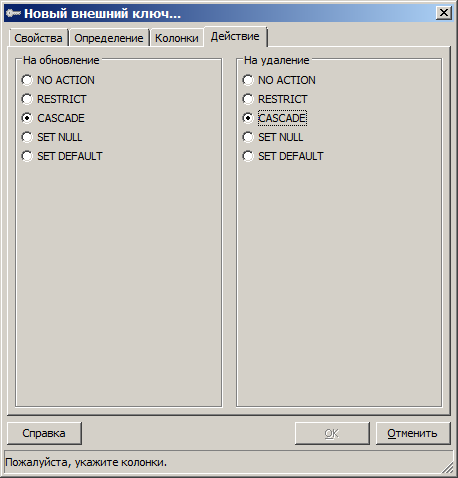 Новый внешний ключ...
Свойства Определение Колонки Действие
На обновление
NO ACTION
RESTRICT
CASCADE
SET NULL
SET DEFAULT
На удаление
NO ACTION
RESTRICT
CASCADE
SET NULL
SET DEFAULT
Справка OK Отменить
Пожалуйста, укажите колонки.